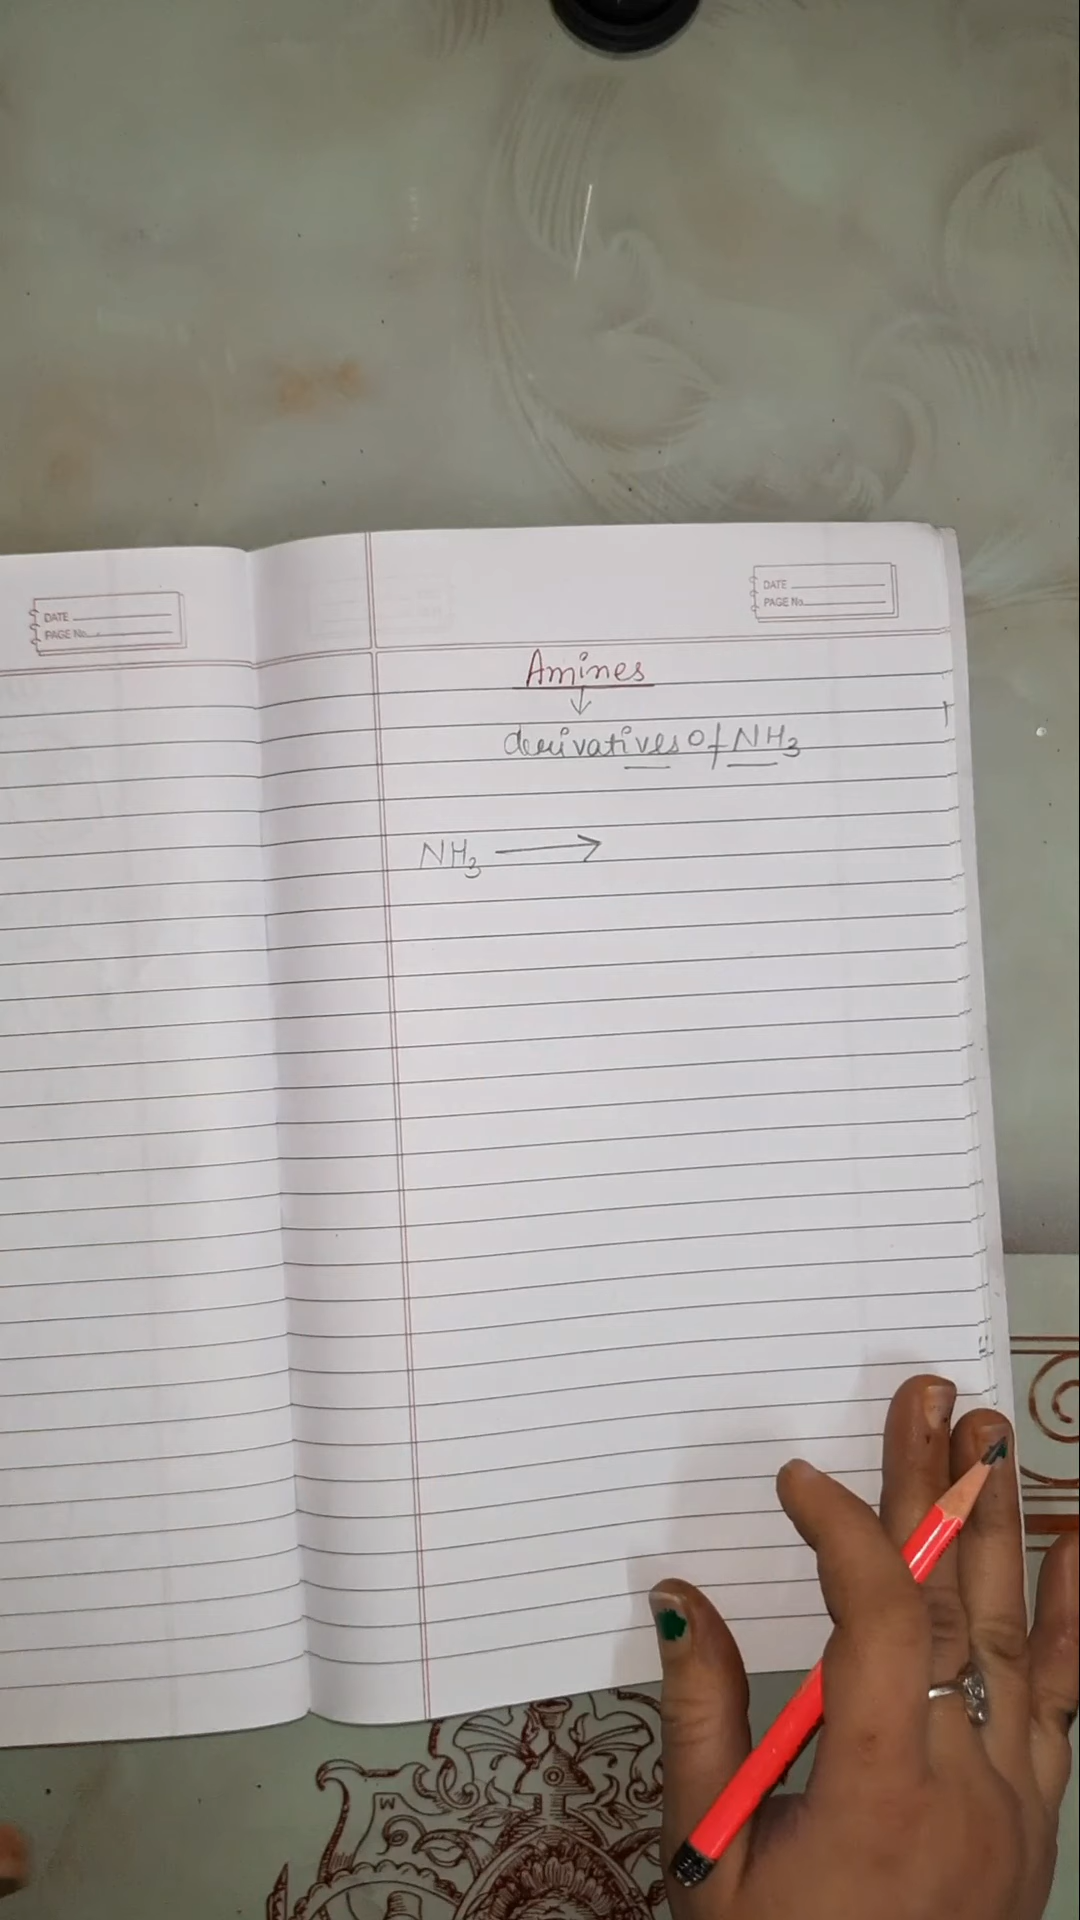 DATE
PAGE No.
DATE
PAGE No.
Amines
↓
derivatives of NH3
NH3 ⟶